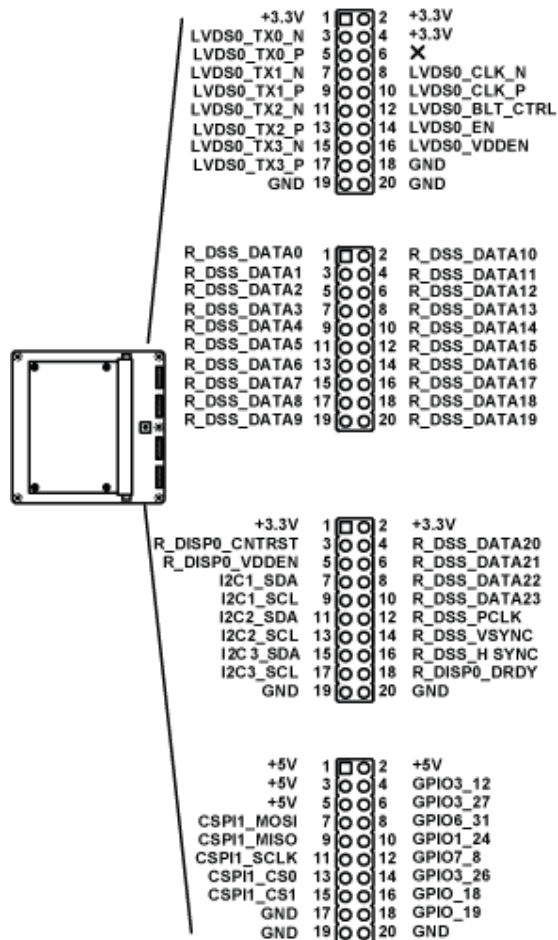 +3.3V 1 2 +3.3V
LVDS0_TX0_N 3 4 +3.3V
LVDS0_TX0_P 5 6 X
LVDS0_TX1_N 7 8 LVDS0_CLK_N
LVDS0_TX1_P 9 10 LVDS0_CLK_P
LVDS0_TX2_N 11 12 LVDS0_BLT_CTRL
LVDS0_TX2_P 13 14 LVDS0_EN
LVDS0_TX3_N 15 16 LVDS0_VDDEN
LVDS0_TX3_P 17 18 GND
GND 19 20 GND
R_DSS_DATA0 1 2 R_DSS_DATA10
R_DSS_DATA1 3 4 R_DSS_DATA11
R_DSS_DATA2 5 6 R_DSS_DATA12
R_DSS_DATA3 7 8 R_DSS_DATA13
R_DSS_DATA4 9 10 R_DSS_DATA14
R_DSS_DATA5 11 12 R_DSS_DATA15
R_DSS_DATA6 13 14 R_DSS_DATA16
R_DSS_DATA7 15 16 R_DSS_DATA17
R_DSS_DATA8 17 18 R_DSS_DATA18
R_DSS_DATA9 19 20 R_DSS_DATA19
+3.3V 1 2 +3.3V
R_DISP0_CNTRST 3 4 R_DSS_DATA20
R_DISP0_VDDEN 5 6 R_DSS_DATA21
I2C1_SDA 7 8 R_DSS_DATA22
I2C1_SCL 9 10 R_DSS_DATA23
I2C2_SDA 11 12 R_DSS_PCLK
I2C2_SCL 13 14 R_DSS_VSYNC
I2C3_SDA 15 16 R_DSS_H SYNC
I2C3_SCL 17 18 R_DISP0_DRDY
GND 19 20 GND
+5V 1 2 +5V
+5V 3 4 GPIO3_12
+5V 5 6 GPIO3_27
CSPI1_MOSI 7 8 GPIO6_31
CSPI1_MISO 9 10 GPIO1_24
CSPI1_SCLK 11 12 GPIO7_8
CSPI1_CS0 13 14 GPIO3_26
CSPI1_CS1 15 16 GPIO_18
GND 17 18 GPIO_19
GND 19 20 GND